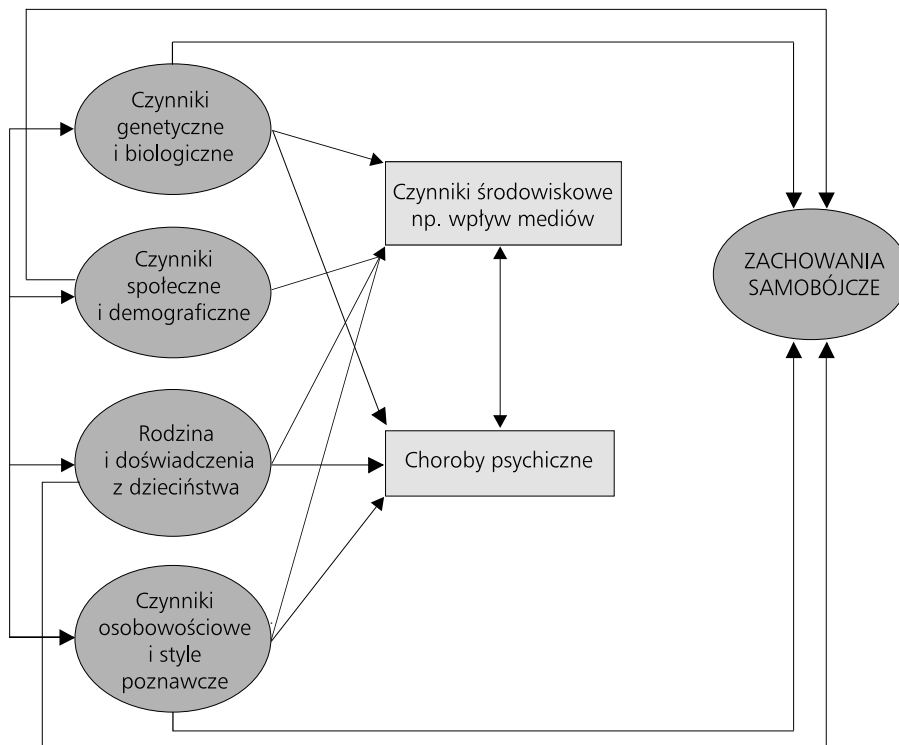 Czynniki
genetyczne
i biologiczne
Czynniki
społeczne
i demograficzne
Rodzina
i doświadczenia
z dzieciństwa
Czynniki
osobowościowe
i style
poznawcze
Czynniki środowiskowe
np. wpływ mediów
Choroby psychiczne
ZACHOWANIA
SAMOBÓJCZE